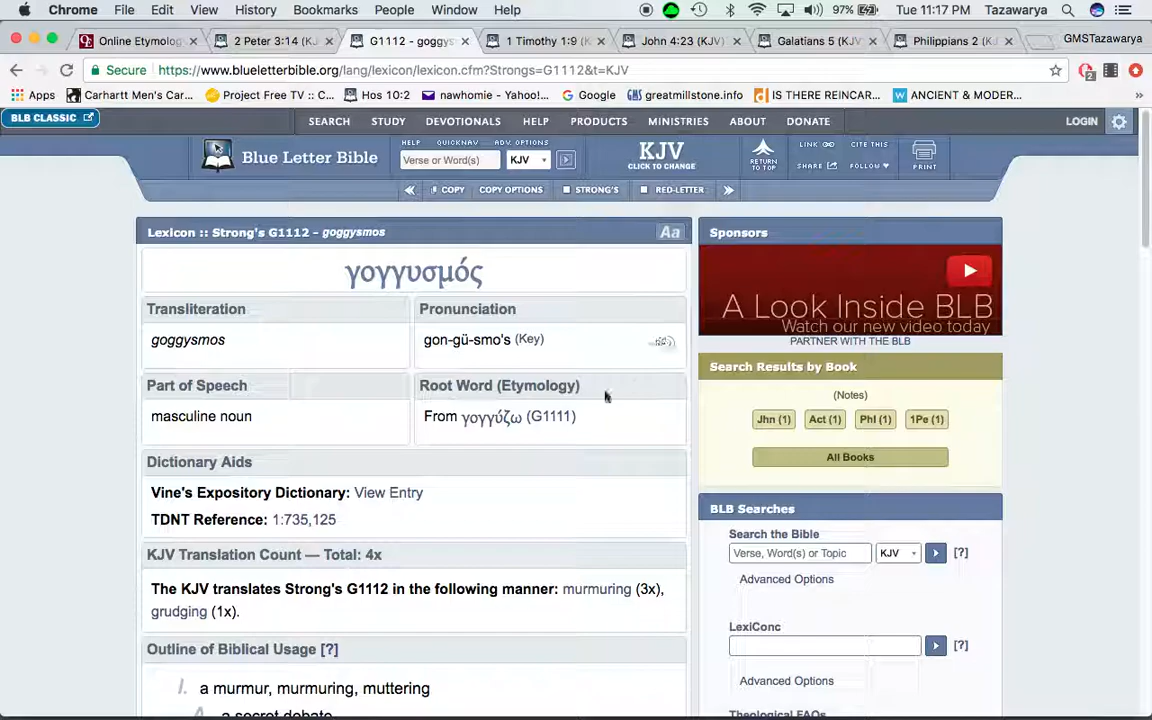 Chrome File Edit View History Bookmarks People Window Help 97% Tue 11:17 PM Tazawarya
Online Etymolog × 2 Peter 3:14 (KJ × G1112 - goggys × 1 Timothy 1:9 (K × John 4:23 (KJV) × Galatians 5 (KJV × Philippians 2 (KJ × GMSTazawarya
Secure https://www.blueletterbible.org/lang/lexicon/lexicon.cfm?Strongs=G1112&t=KJV 2
Apps Carhartt Men's Car... Project Free TV :: C... Hos 10:2 nawhomie - Yahoo!... Google greatmillstone.info IS THERE REINCAR... ANCIENT & MODER... »
BLB CLASSIC SEARCH STUDY DEVOTIONALS HELP PRODUCTS MINISTRIES ABOUT DONATE LOGIN
HELP QUICKNAV ADV. OPTIONS
Blue Letter Bible Verse or Word(s) KJV KJV CLICK TO CHANGE RETURN TO TOP LINK CITE THIS SHARE FOLLOW PRINT
COPY COPY OPTIONS STRONG'S RED-LETTER
Lexicon :: Strong's G1112 - goggysmos Aa
γογγυσμός
Transliteration Pronunciation
goggysmos gon-gü-smo's (Key)
Part of Speech Root Word (Etymology)
masculine noun From γογγύζω (G1111)
Dictionary Aids
Vine's Expository Dictionary: View Entry
TDNT Reference: 1:735,125
KJV Translation Count — Total: 4x
The KJV translates Strong's G1112 in the following manner: murmuring (3x),
grudging (1x).
Outline of Biblical Usage [?]
I. a murmur, murmuring, muttering
A. a secret debate
Sponsors
A Look Inside BLB
Watch our new video today
PARTNER WITH THE BLB
Search Results by Book
(Notes)
Jhn (1) Act (1) Phl (1) 1Pe (1)
All Books
BLB Searches
Search the Bible
Verse, Word(s) or Topic KJV [?]
Advanced Options
LexiConc
[?]
Advanced Options
Theological FAQs